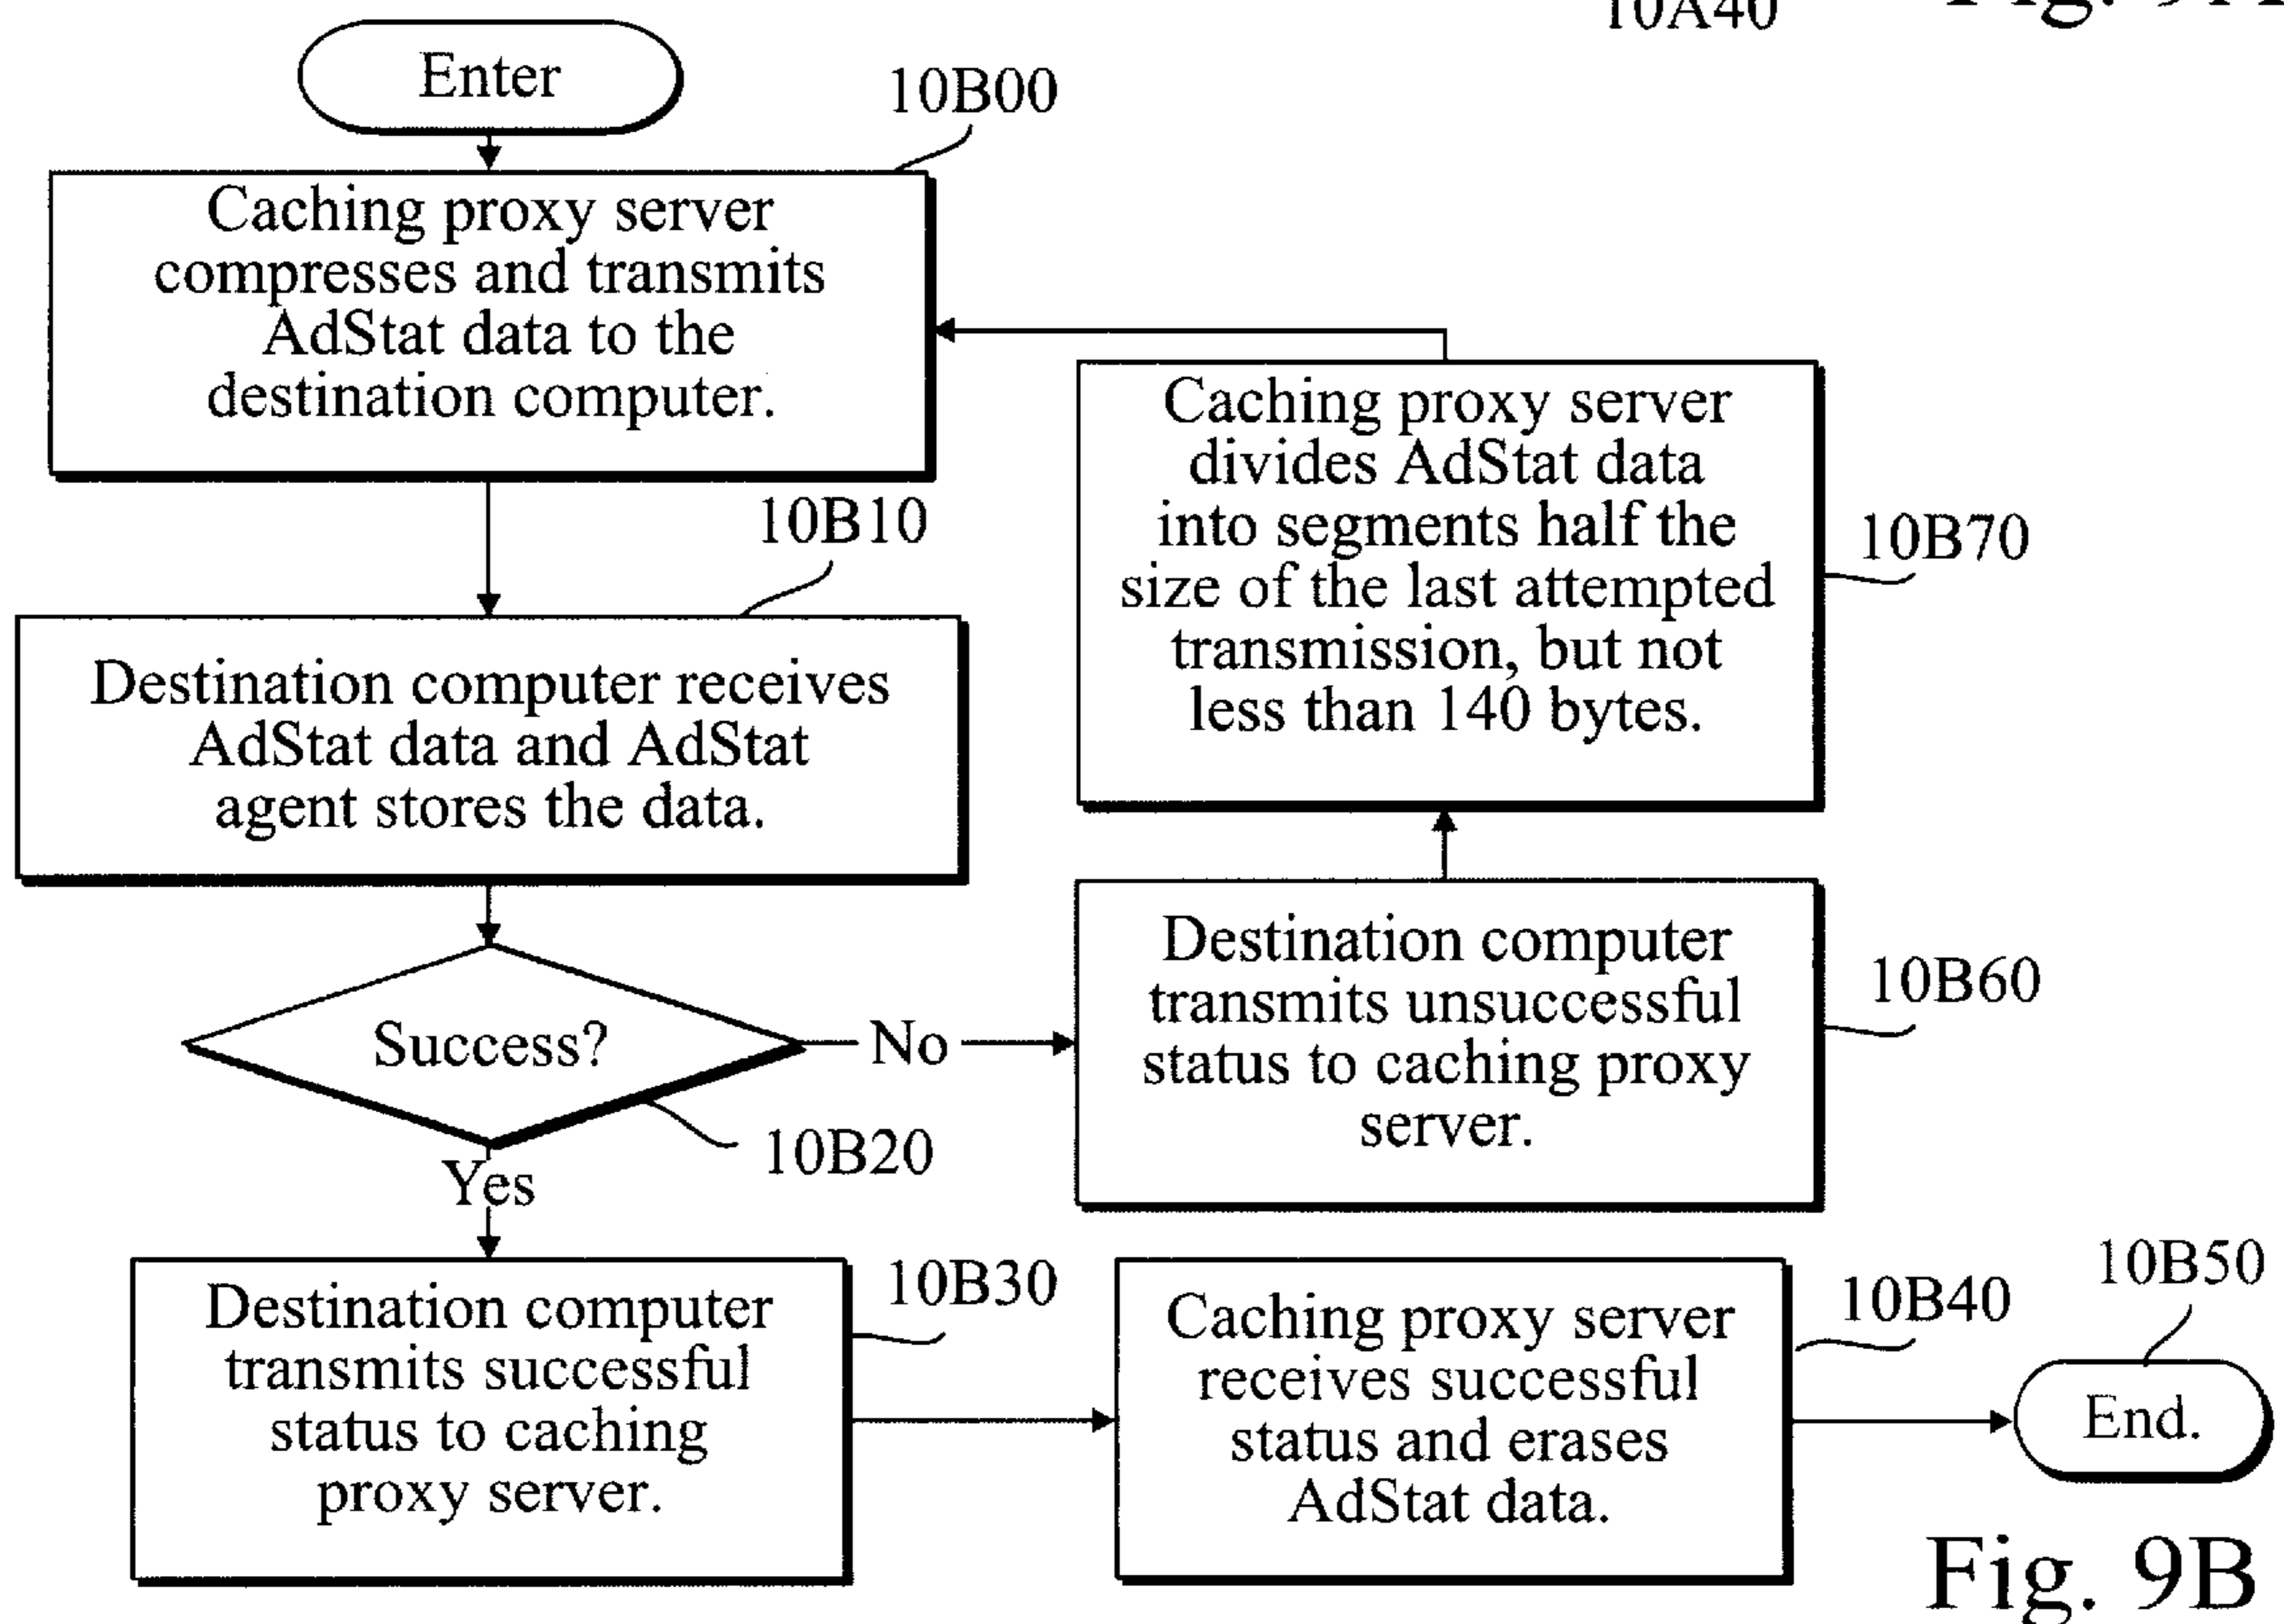 10A40
Enter
10B00
Caching proxy server
compresses and transmits
AdStat data to the
destination computer.
10B10
Destination computer receives
AdStat data and AdStat
agent stores the data.
Success?
10B20
No
Yes
Caching proxy server
divides AdStat data
into segments half the
size of the last attempted
transmission, but not
less than 140 bytes.
10B70
Destination computer
transmits unsuccessful
status to caching proxy
server.
10B60
Destination computer
transmits successful
status to caching
proxy server.
10B30
Caching proxy server
receives successful
status and erases
AdStat data.
10B40
10B50
End.
Fig. 9B